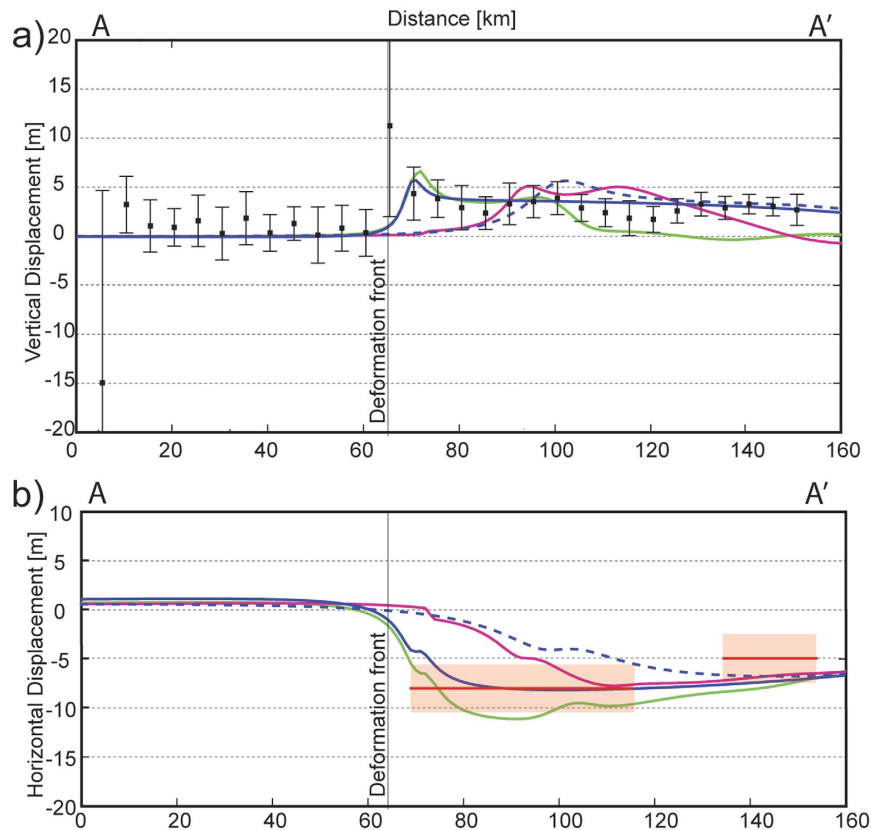 Distance [km]
a) A A'
20
15
10
5
0
-5
-10
-15
-20
Vertical Displacement [m]
Deformation front
0 20 40 60 80 100 120 140 160
b) A A'
10
5
0
-5
-10
-15
-20
Horizontal Displacement [m]
Deformation front
0 20 40 60 80 100 120 140 160